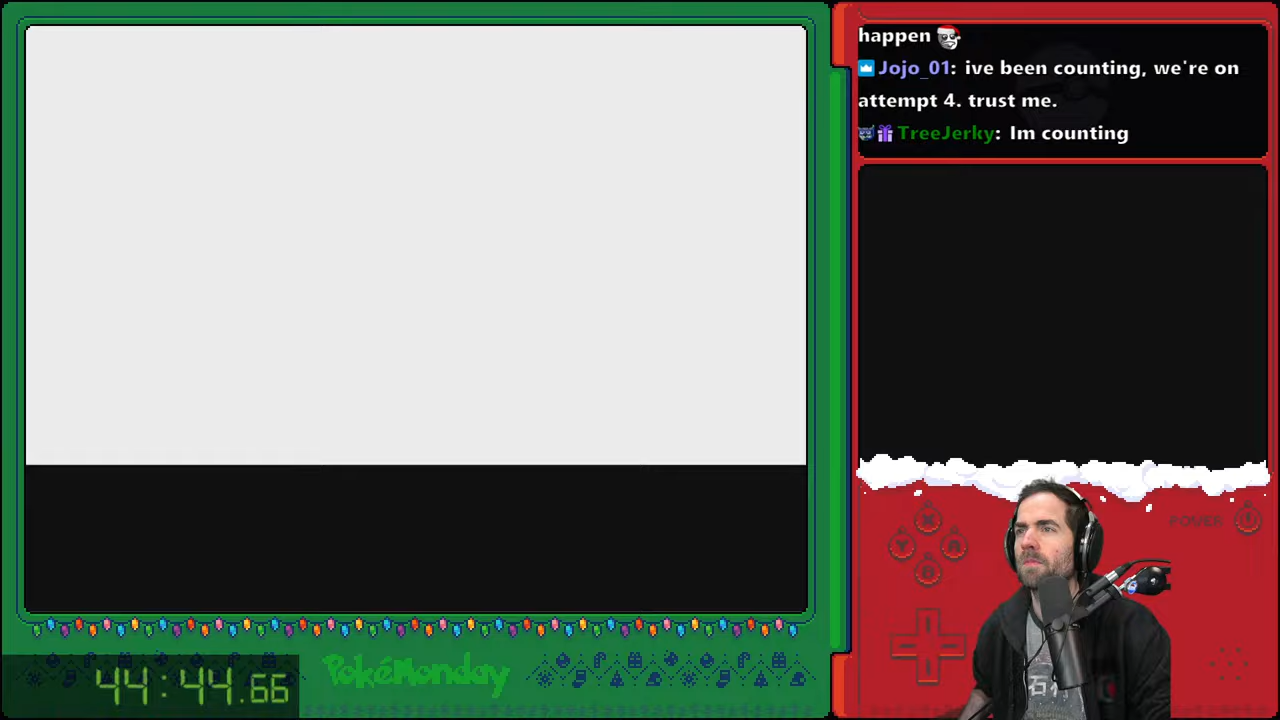 happen
Jojo_01: ive been counting, we're on
attempt 4. trust me.
TreeJerky: Im counting
X
Y
A
B
POWER
PokéMonday
44:44.66
石